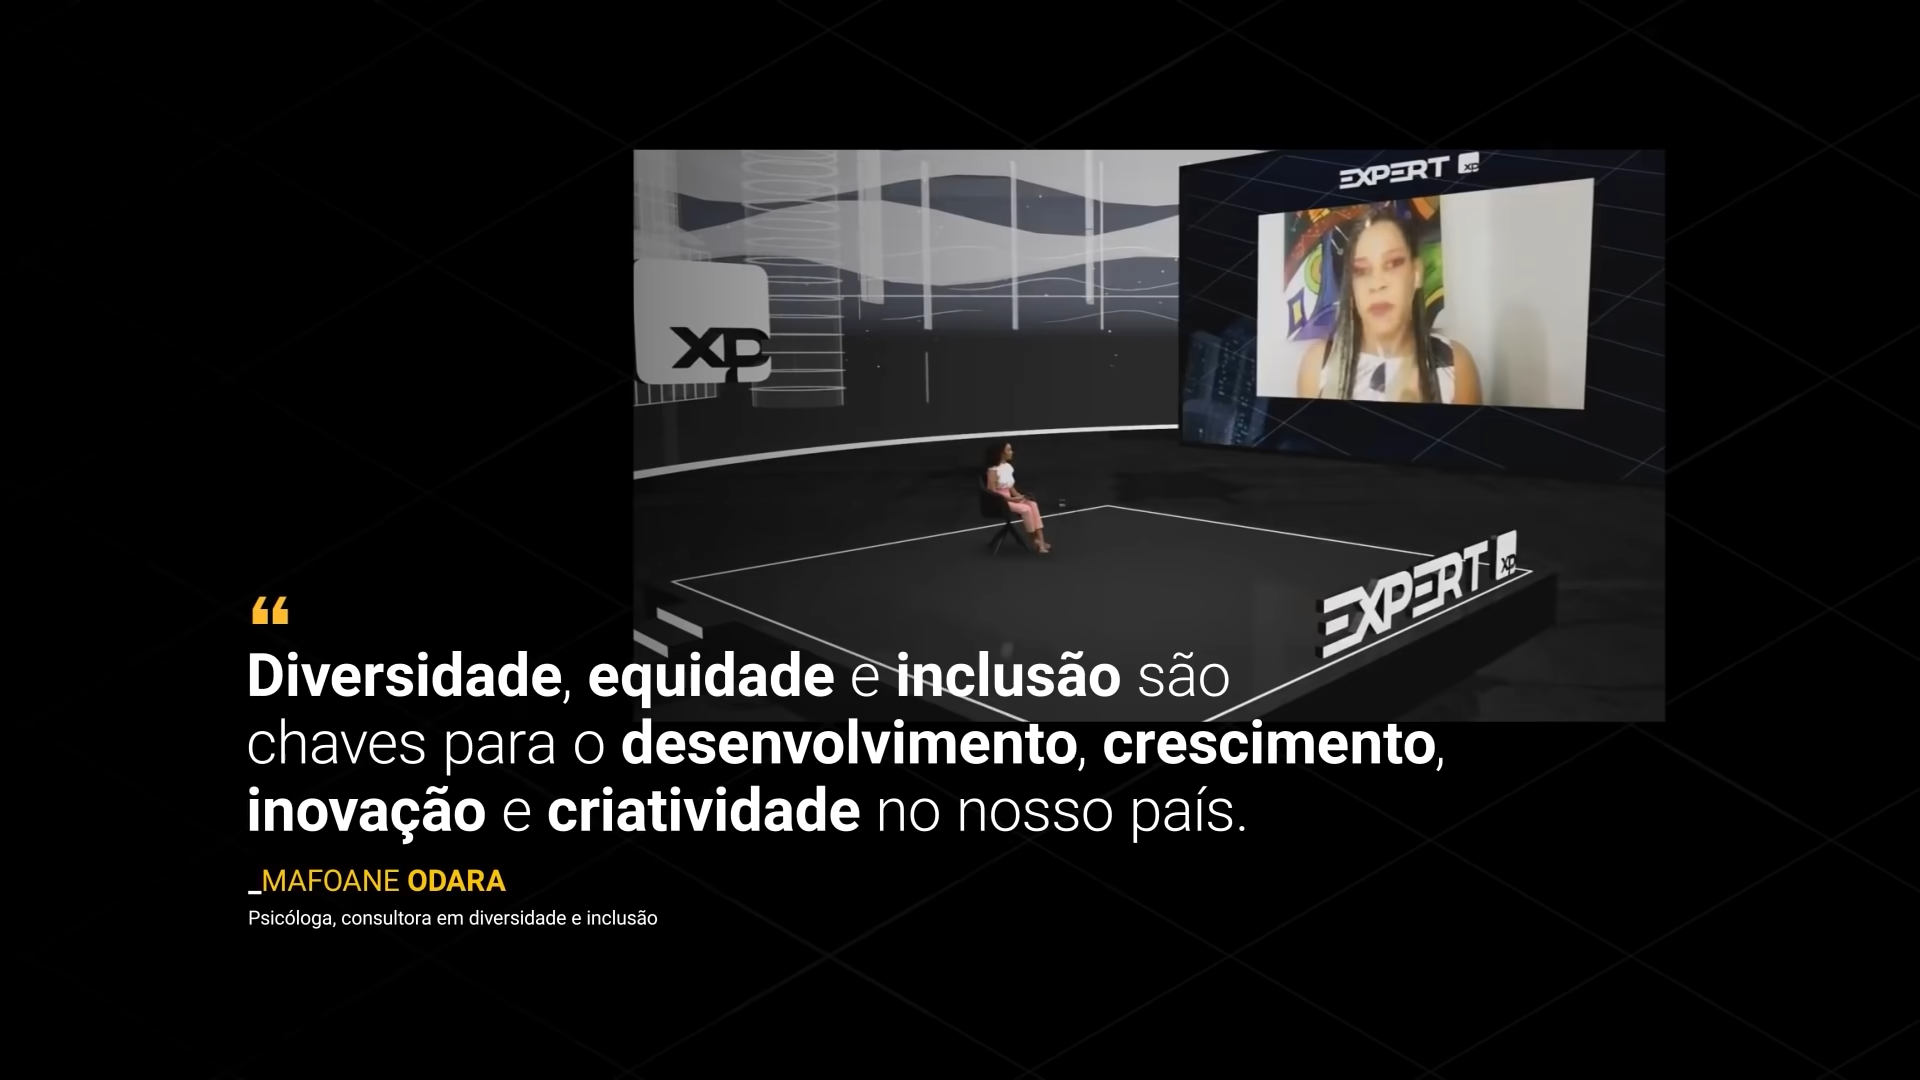 EXPERT xp
xp
EXPERT xp
“
Diversidade, equidade e inclusão são
chaves para o desenvolvimento, crescimento,
inovação e criatividade no nosso país.
_MAFOANE ODARA
Psicóloga, consultora em diversidade e inclusão